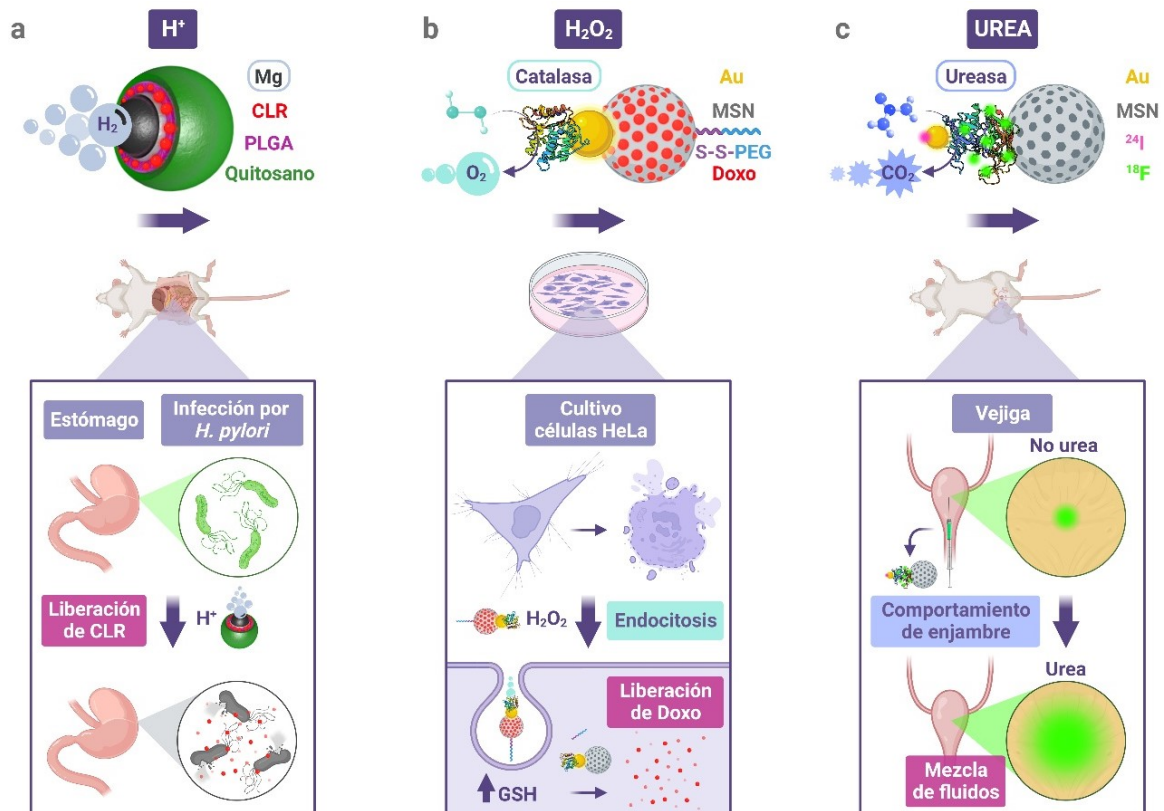 a
H⁺
Mg
CLR
PLGA
Quitosano
H₂
Estómago
Infección por
H. pylori
Liberación
de CLR
H⁺
b
H₂O₂
Catalasa
Au
MSN
S-S-PEG
Doxo
O₂
Cultivo
células HeLa
H₂O₂
Endocitosis
Liberación
de Doxo
GSH
c
UREA
Ureasa
Au
MSN
²⁴I
¹⁸F
CO₂
Vejiga
No urea
Comportamiento
de enjambre
Urea
Mezcla
de fluidos